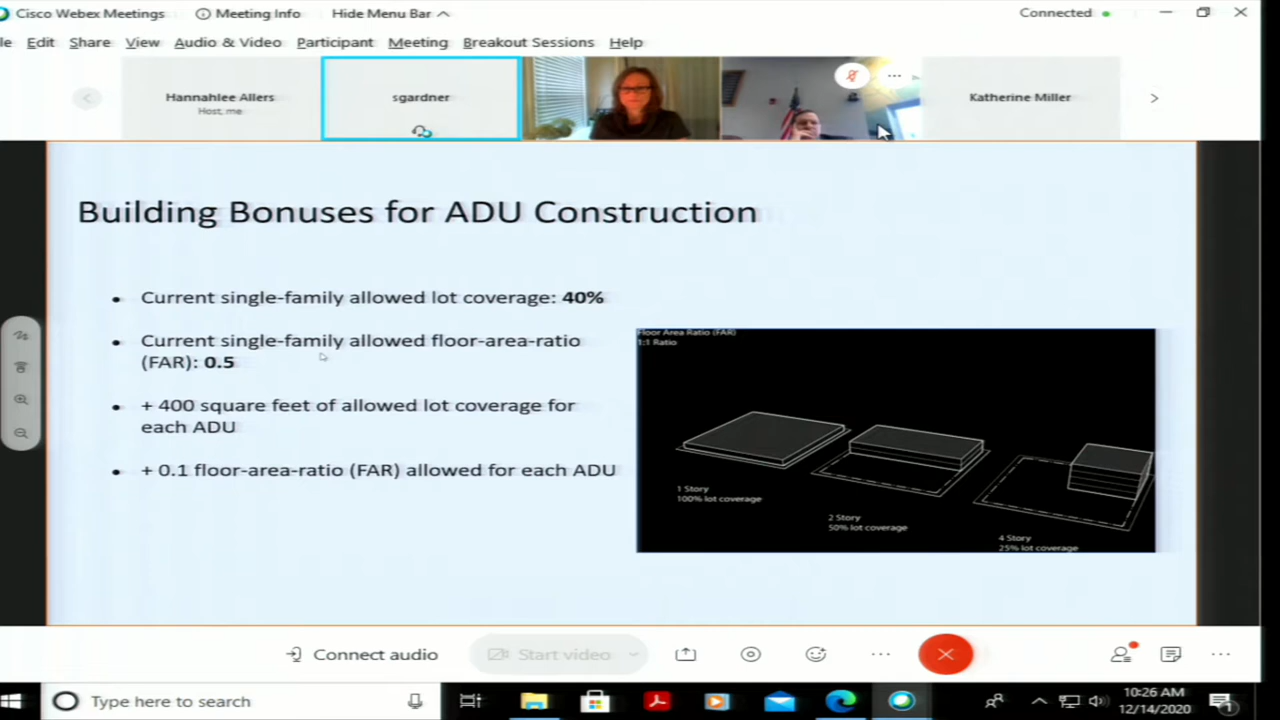 Cisco Webex Meetings
Meeting Info
Hide Menu Bar
Connected
le Edit Share View Audio & Video Participant Meeting Breakout Sessions Help
Hannahlee Allers
Host, me
sgardner
Katherine Miller
Building Bonuses for ADU Construction
• Current single-family allowed lot coverage: 40%
• Current single-family allowed floor-area-ratio
(FAR): 0.5
• + 400 square feet of allowed lot coverage for
each ADU
• + 0.1 floor-area-ratio (FAR) allowed for each ADU
Floor Area Ratio (FAR)
1:1 Ratio
1 Story
100% lot coverage
2 Story
50% lot coverage
4 Story
25% lot coverage
Connect audio
Start video
Type here to search
10:26 AM
12/14/2020
1